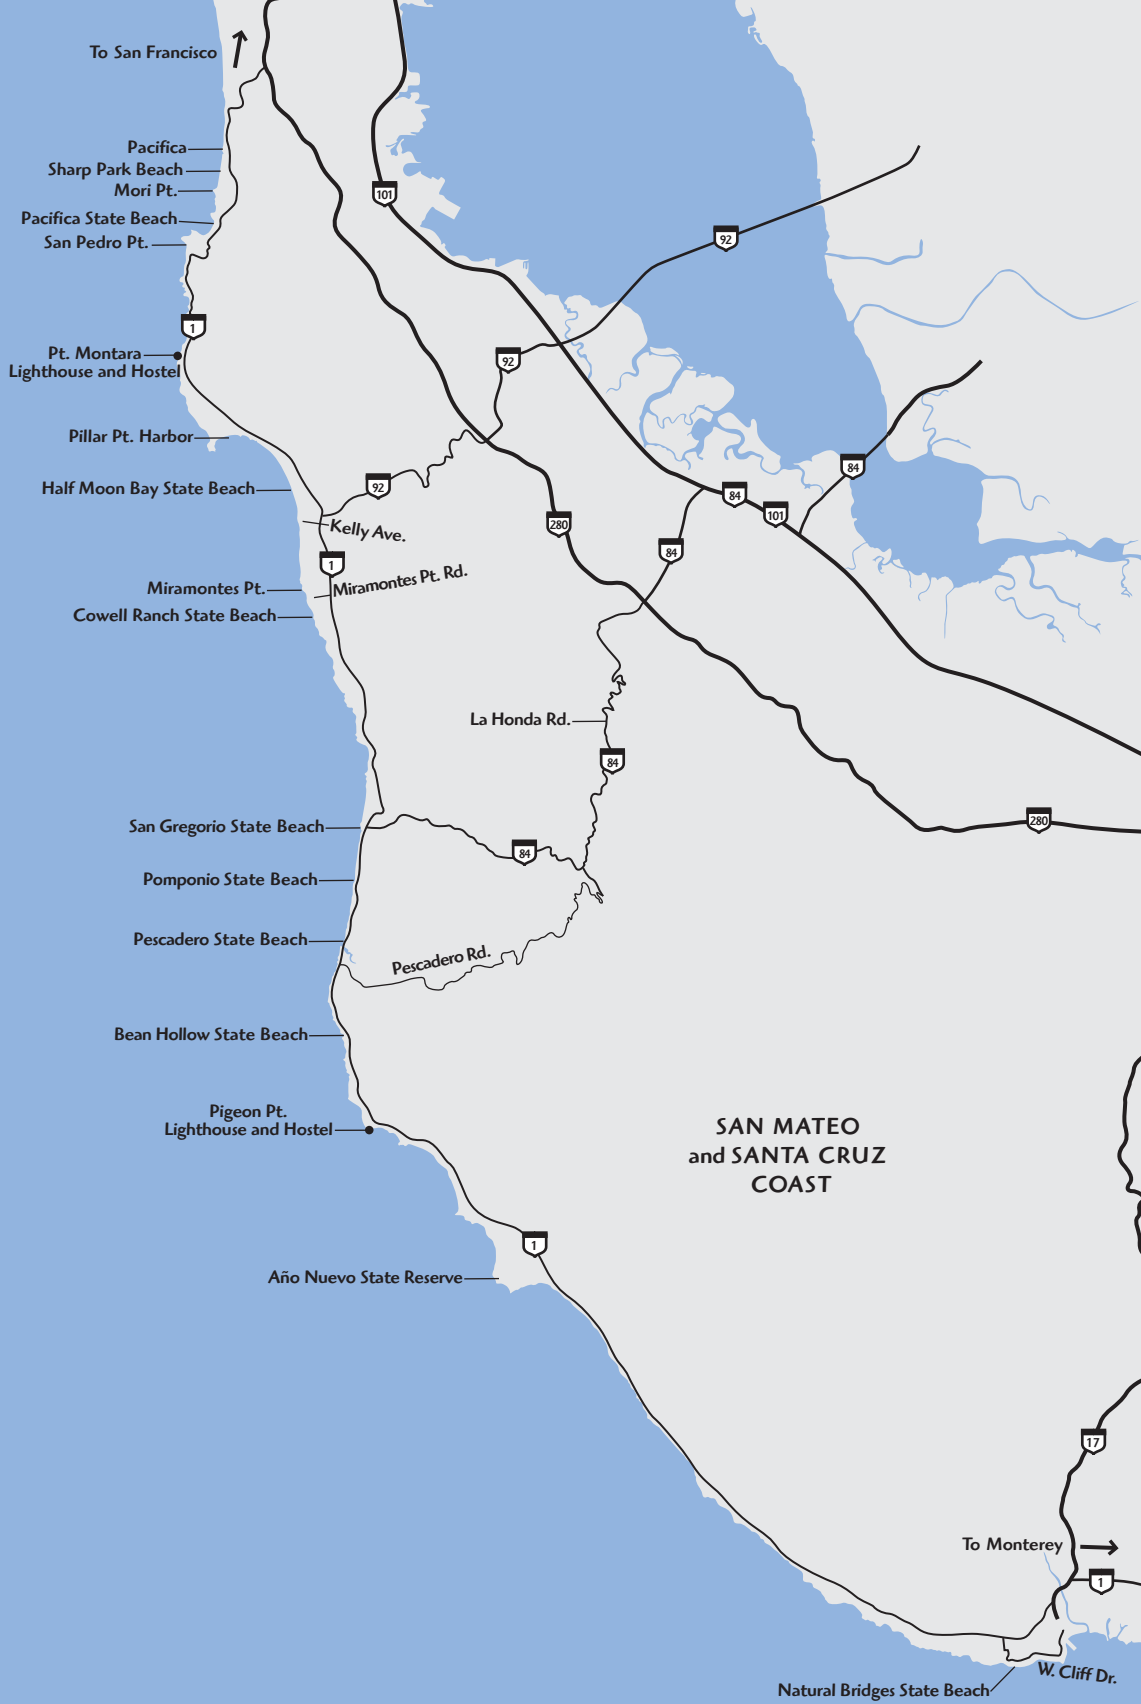 To San Francisco
Pacifica
Sharp Park Beach
Mori Pt.
101
Pacifica State Beach
92
San Pedro Pt.
1
Pt. Montara
Lighthouse and Hostel
92
Pillar Pt. Harbor
84
Half Moon Bay State Beach
92
84
101
Kelly Ave.
280
84
1
Miramontes Pt.
Miramontes Pt. Rd.
Cowell Ranch State Beach
La Honda Rd.
84
San Gregorio State Beach
280
84
Pomponio State Beach
Pescadero State Beach
Pescadero Rd.
Bean Hollow State Beach
Pigeon Pt.
Lighthouse and Hostel
SAN MATEO
and SANTA CRUZ
COAST
1
Año Nuevo State Reserve
17
To Monterey
1
W. Cliff Dr.
Natural Bridges State Beach